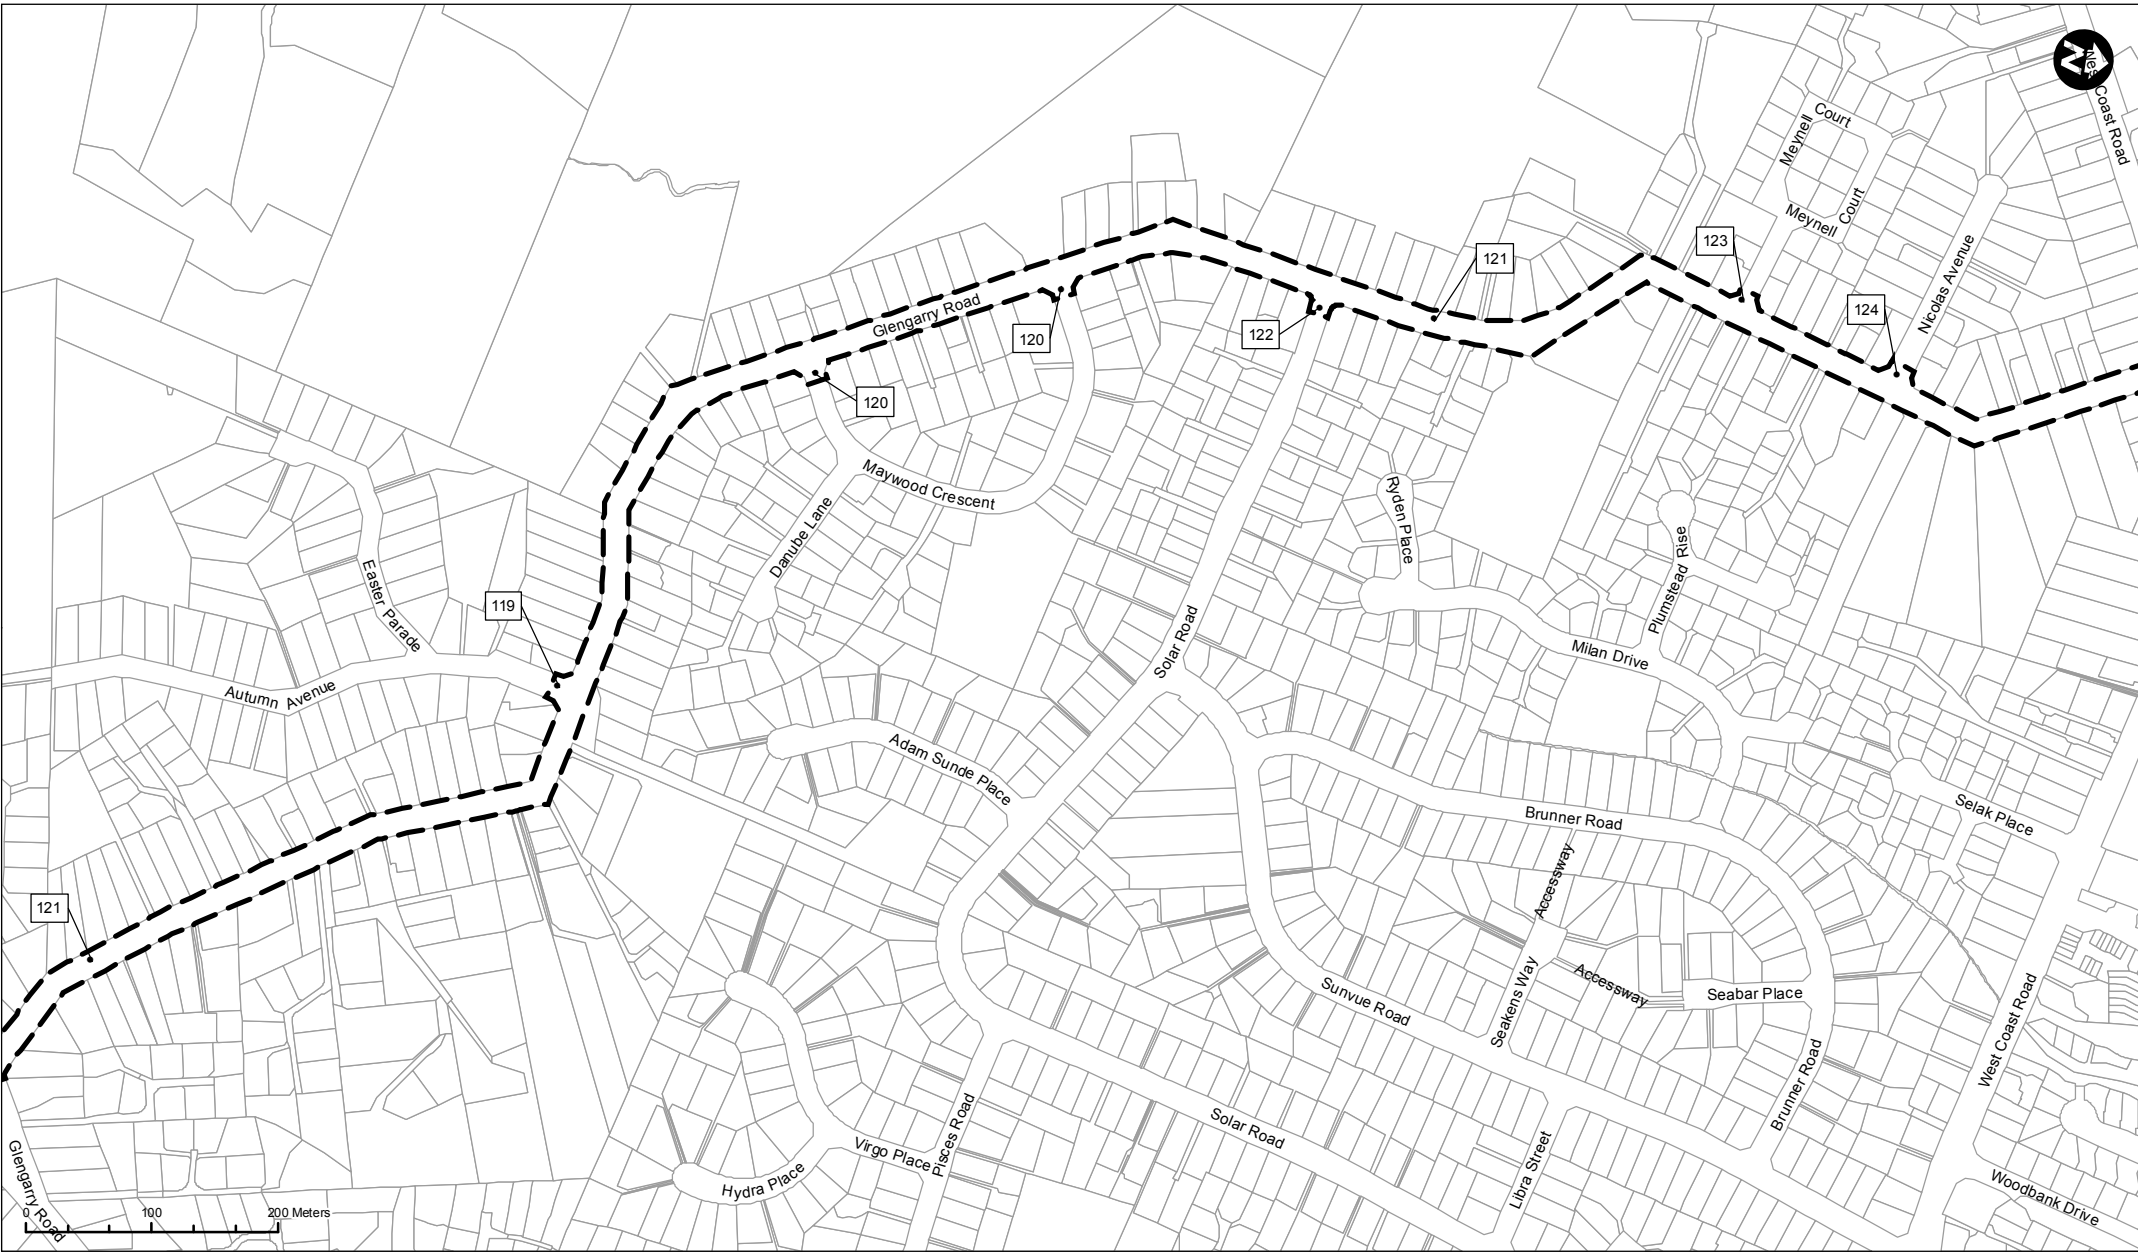 N
West
Coast Road
Court
Meynell
Court
Meynell
Nicolas Avenue
123
121
124
122
120
120
Glengarry Road
Maywood Crescent
Danube Lane
Ryden Place
Plumstead Rise
Easter Parade
119
Solar Road
Milan Drive
Autumn Avenue
Adam Sunde Place
Selak Place
Brunner Road
Accessway
121
Accessway
Seabar Place
Sunvue Road
Seakens Way
West Coast Road
Brunner Road
Solar Road
Pisces Road
Virgo Place
Hydra Place
Libra Street
Woodbank Drive
Glengarry Road
0 100 200 Meters